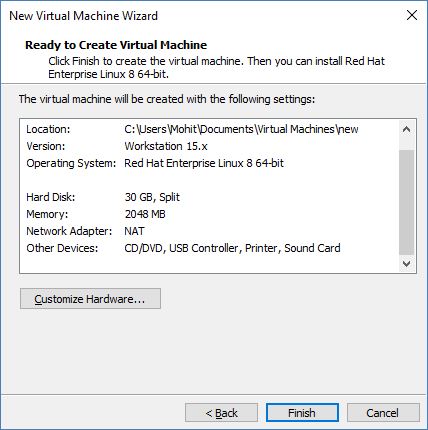 New Virtual Machine Wizard
Ready to Create Virtual Machine
Click Finish to create the virtual machine. Then you can install Red Hat
Enterprise Linux 8 64-bit.
The virtual machine will be created with the following settings:
Location: C:\Users\Mohit\Documents\Virtual Machines\new
Version: Workstation 15.x
Operating System: Red Hat Enterprise Linux 8 64-bit
Hard Disk: 30 GB, Split
Memory: 2048 MB
Network Adapter: NAT
Other Devices: CD/DVD, USB Controller, Printer, Sound Card
Customize Hardware...
< Back Finish Cancel